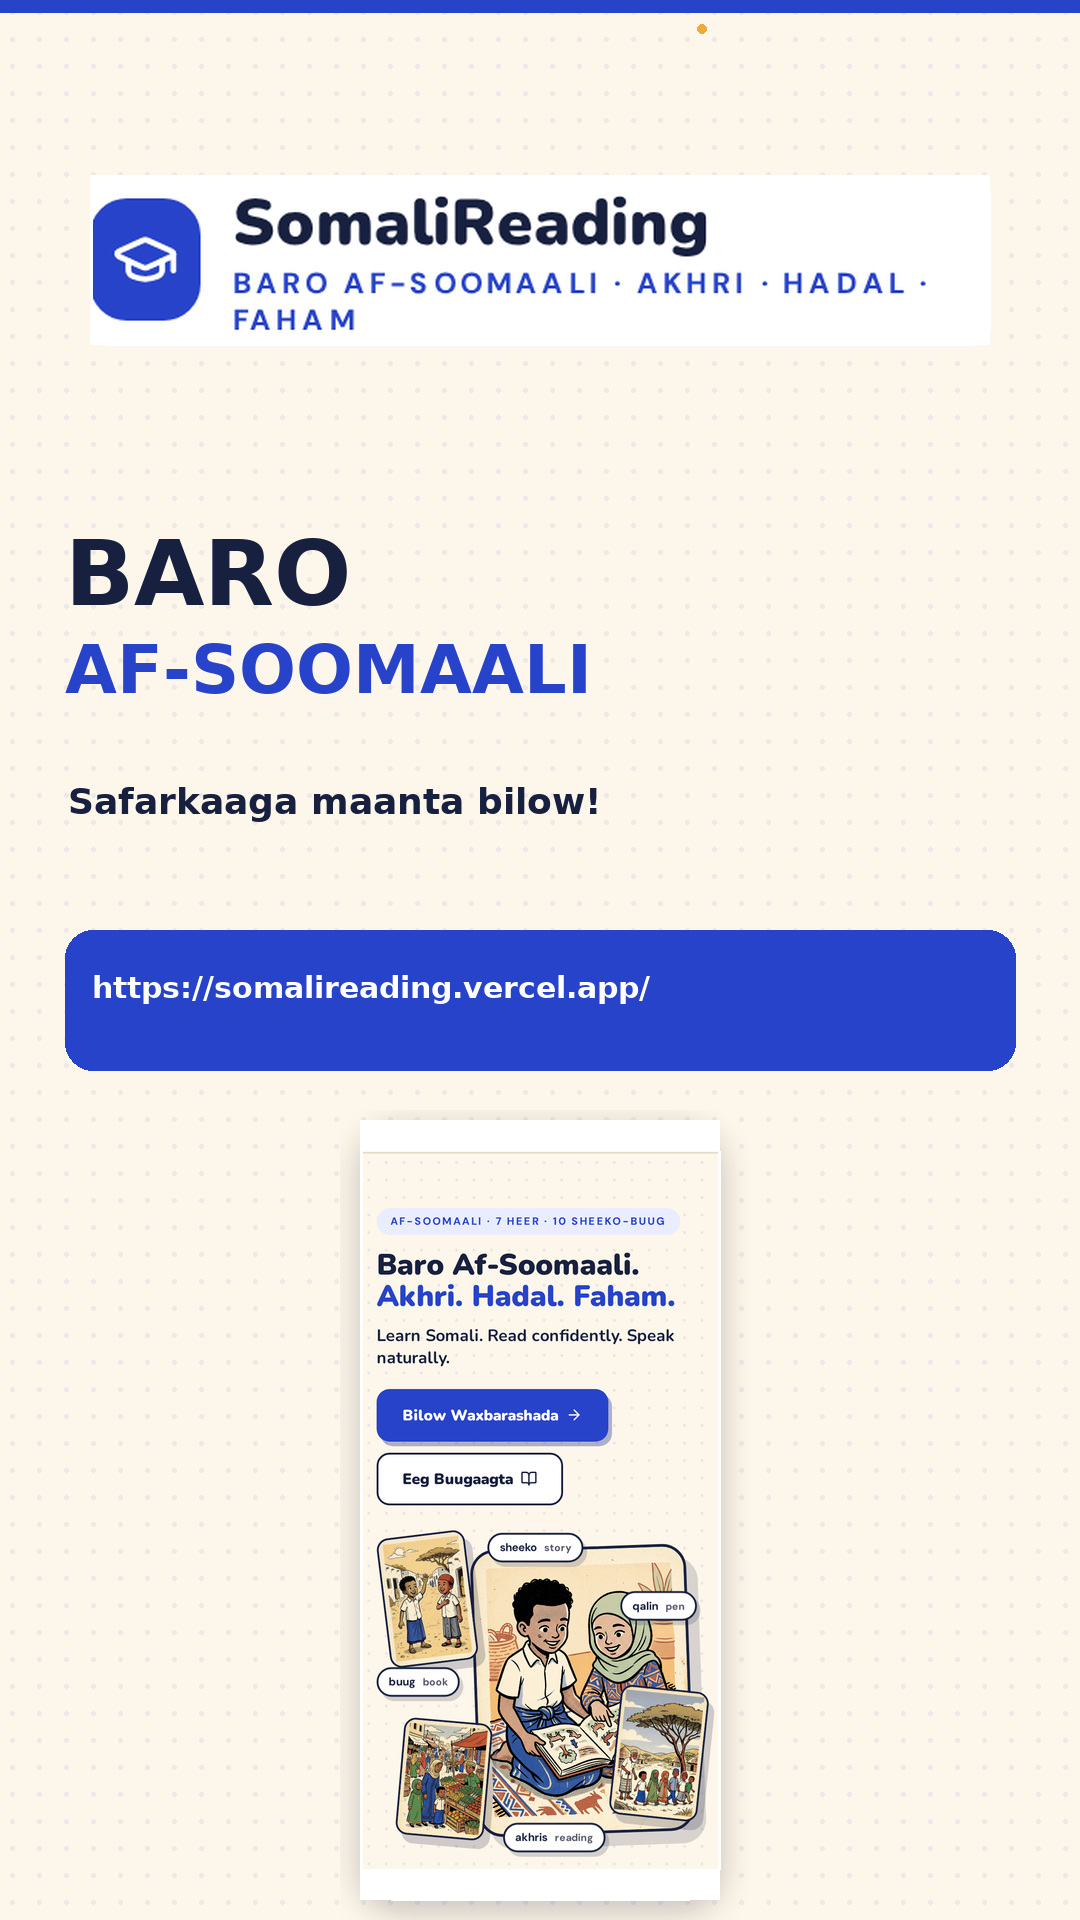 SomaliReading
BARO AF-SOOMAALI · AKHRI · HADAL ·
FAHAM
BARO
AF-SOOMAALI
Safarkaaga maanta bilow!
https://somalireading.vercel.app/
AF-SOOMAALI · 7 HEER · 10 SHEEKO-BUUG
Baro Af-Soomaali.
Akhri. Hadal. Faham.
Learn Somali. Read confidently. Speak
naturally.
Bilow Waxbarashada →
Eeg Buugaagta
sheeko story
qalin pen
buug book
akhris reading